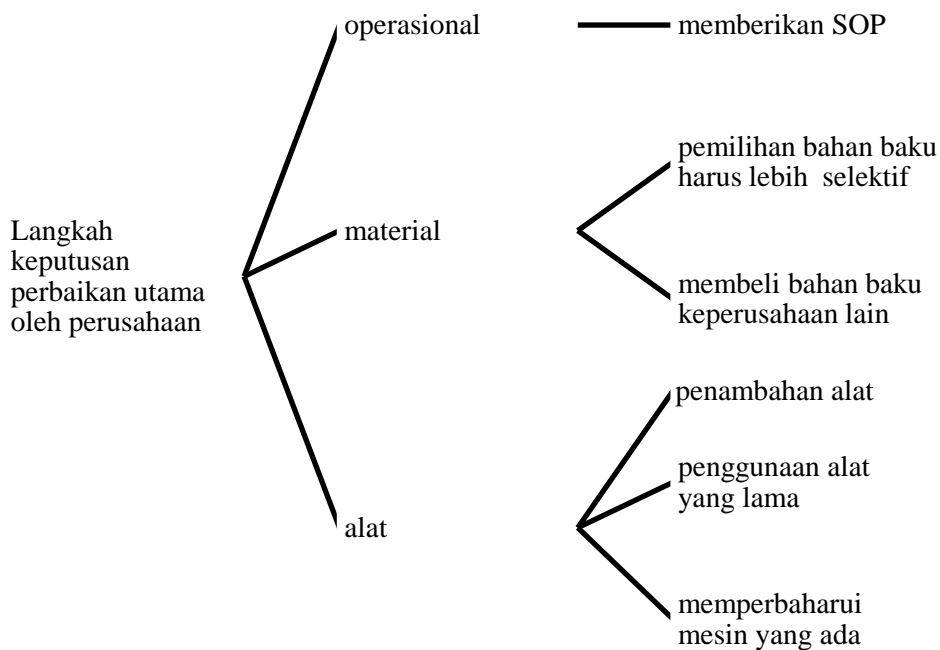 operasional
memberikan SOP
pemilihan bahan baku
harus lebih selektif
Langkah
keputusan
perbaikan utama
oleh perusahaan
material
membeli bahan baku
keperusahaan lain
penambahan alat
penggunaan alat
yang lama
alat
memperbaharui
mesin yang ada